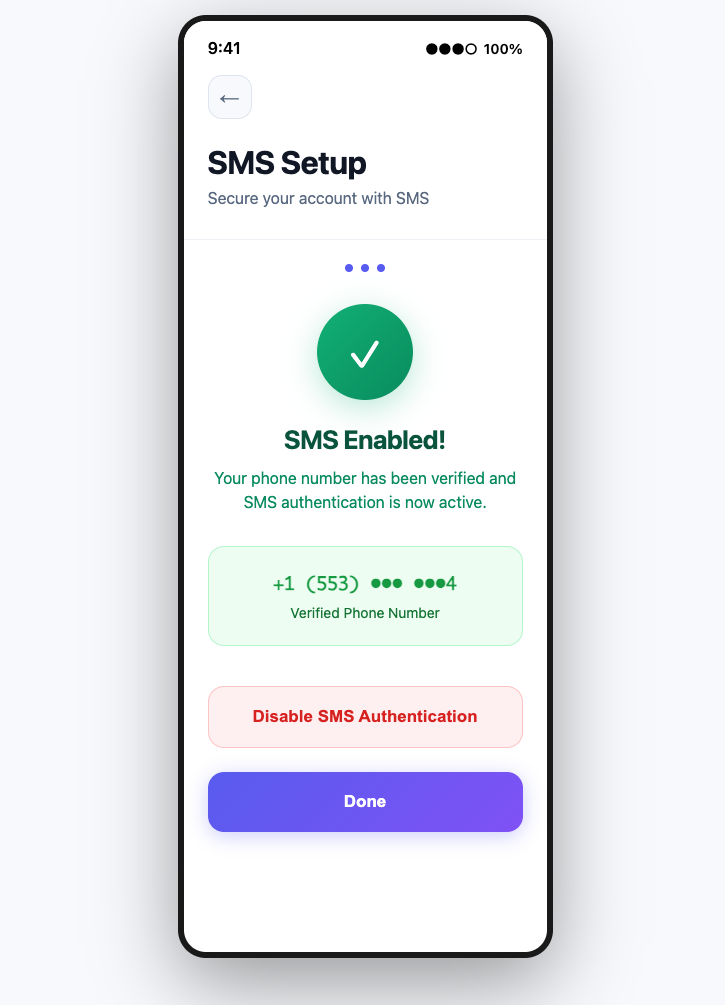 9:41
●●●○ 100%
←
SMS Setup
Secure your account with SMS
SMS Enabled!
Your phone number has been verified and
SMS authentication is now active.
+1 (553) ●●● ●●●4
Verified Phone Number
Disable SMS Authentication
Done